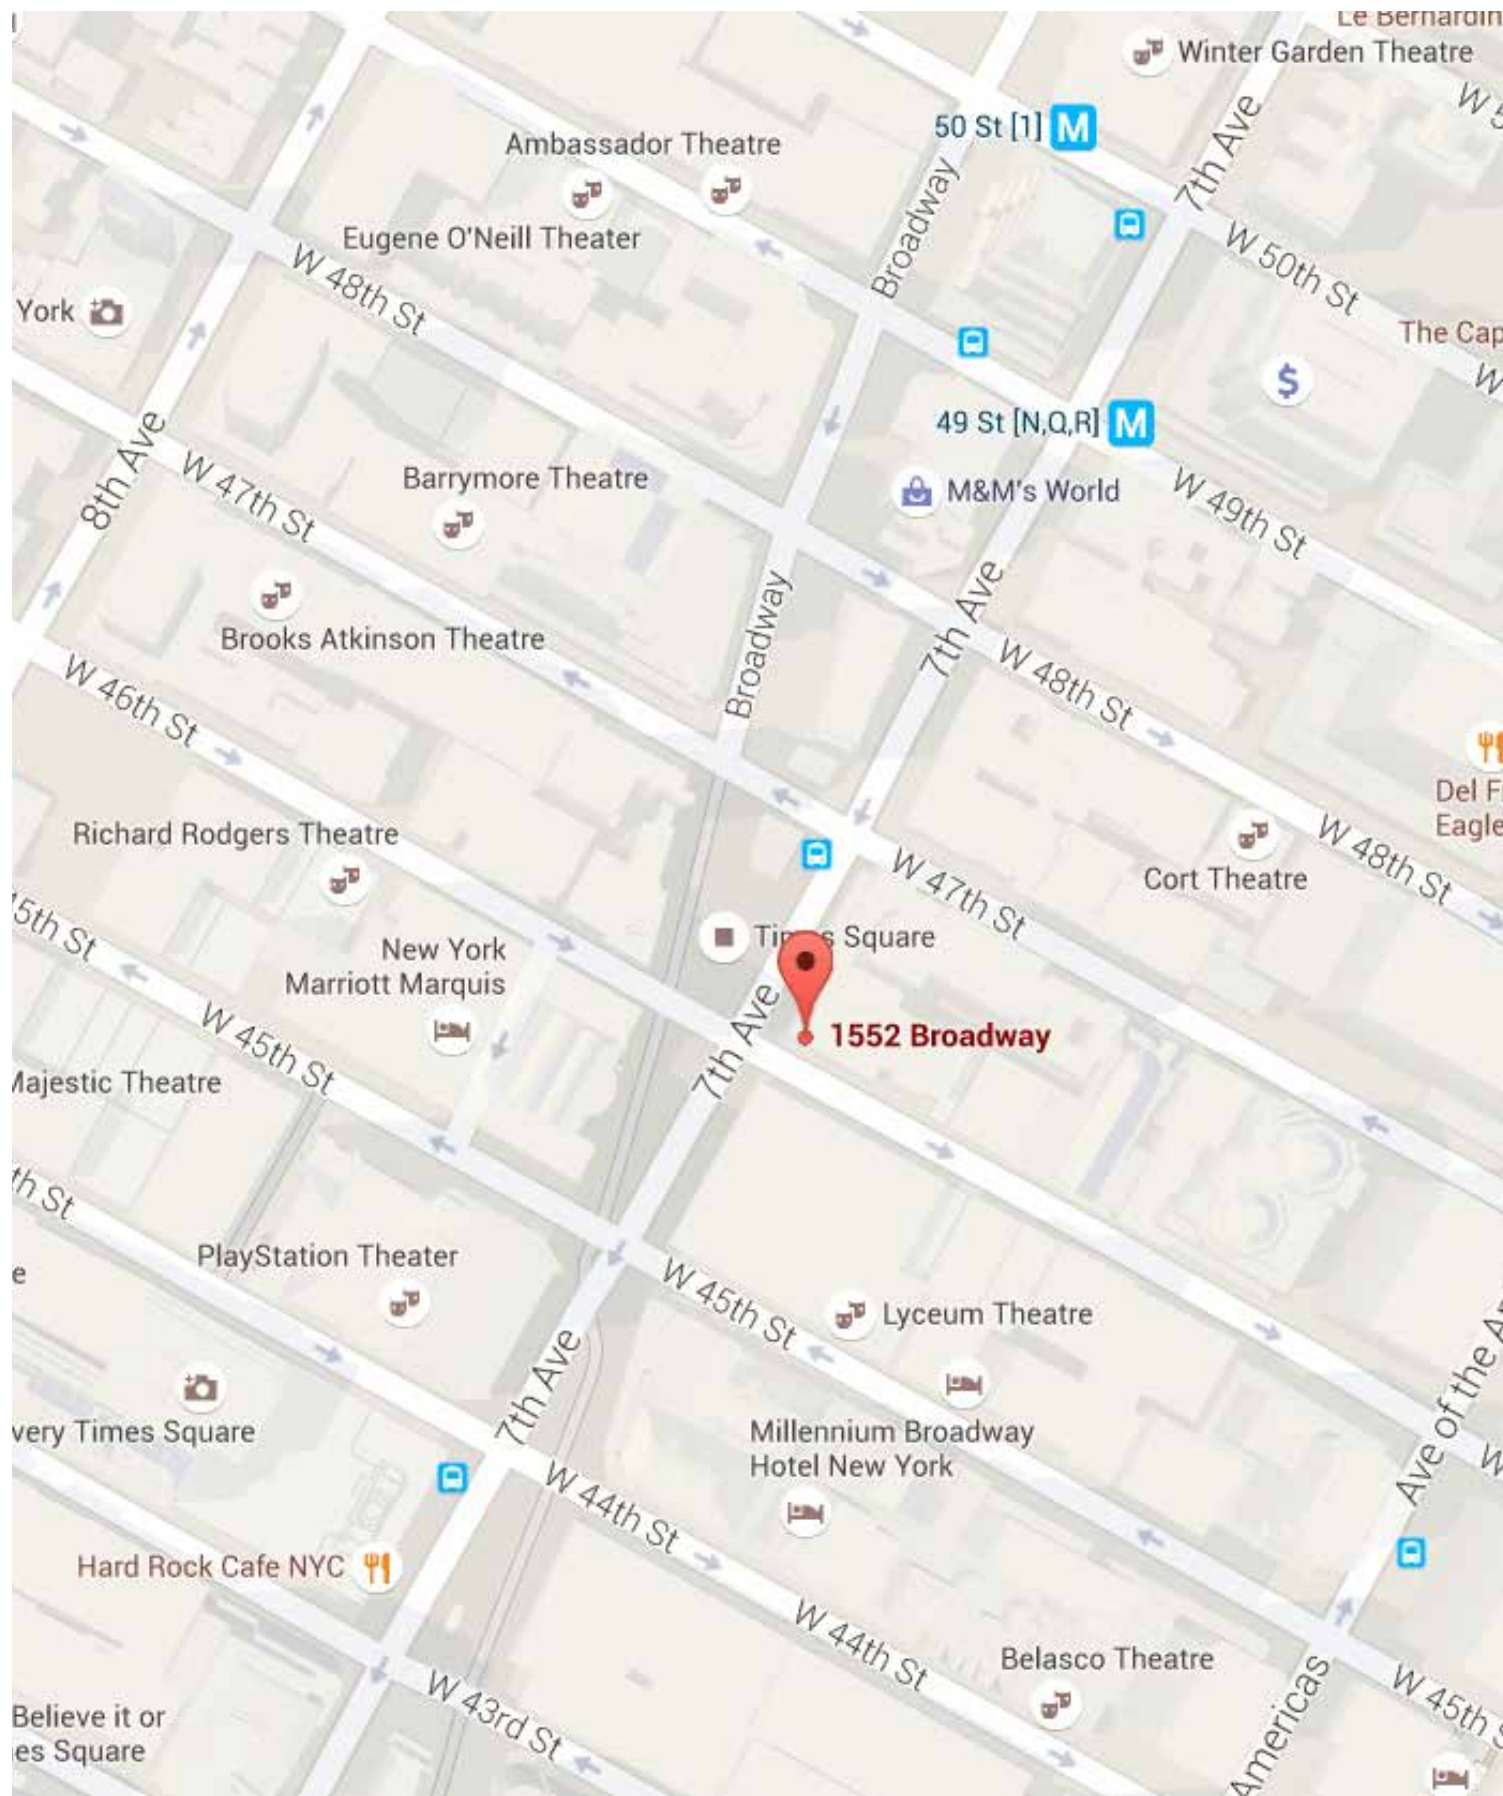 Le Bernardin
Winter Garden Theatre
50 St [1] M
7th Ave
Ambassador Theatre
Broadway
Eugene O'Neill Theater
W 50th St
W 48th St
York
The Cap
W
$
49 St [N,Q,R] M
8th Ave
W 47th St
Barrymore Theatre
M&M's World
W 49th St
7th Ave
Broadway
Brooks Atkinson Theatre
W 46th St
W 48th St
Del F
Eagle
Richard Rodgers Theatre
W 48th St
Cort Theatre
W 47th St
5th St
New York
Marriott Marquis
Times Square
7th Ave
1552 Broadway
W 45th St
Majestic Theatre
th St
PlayStation Theater
e
W 45th St
Lyceum Theatre
7th Ave
very Times Square
Millennium Broadway
Hotel New York
Ave of the A
W
W 44th St
Hard Rock Cafe NYC
W 44th St
Belasco Theatre
W 43rd St
W 45th S
Americas
Believe it or
es Square